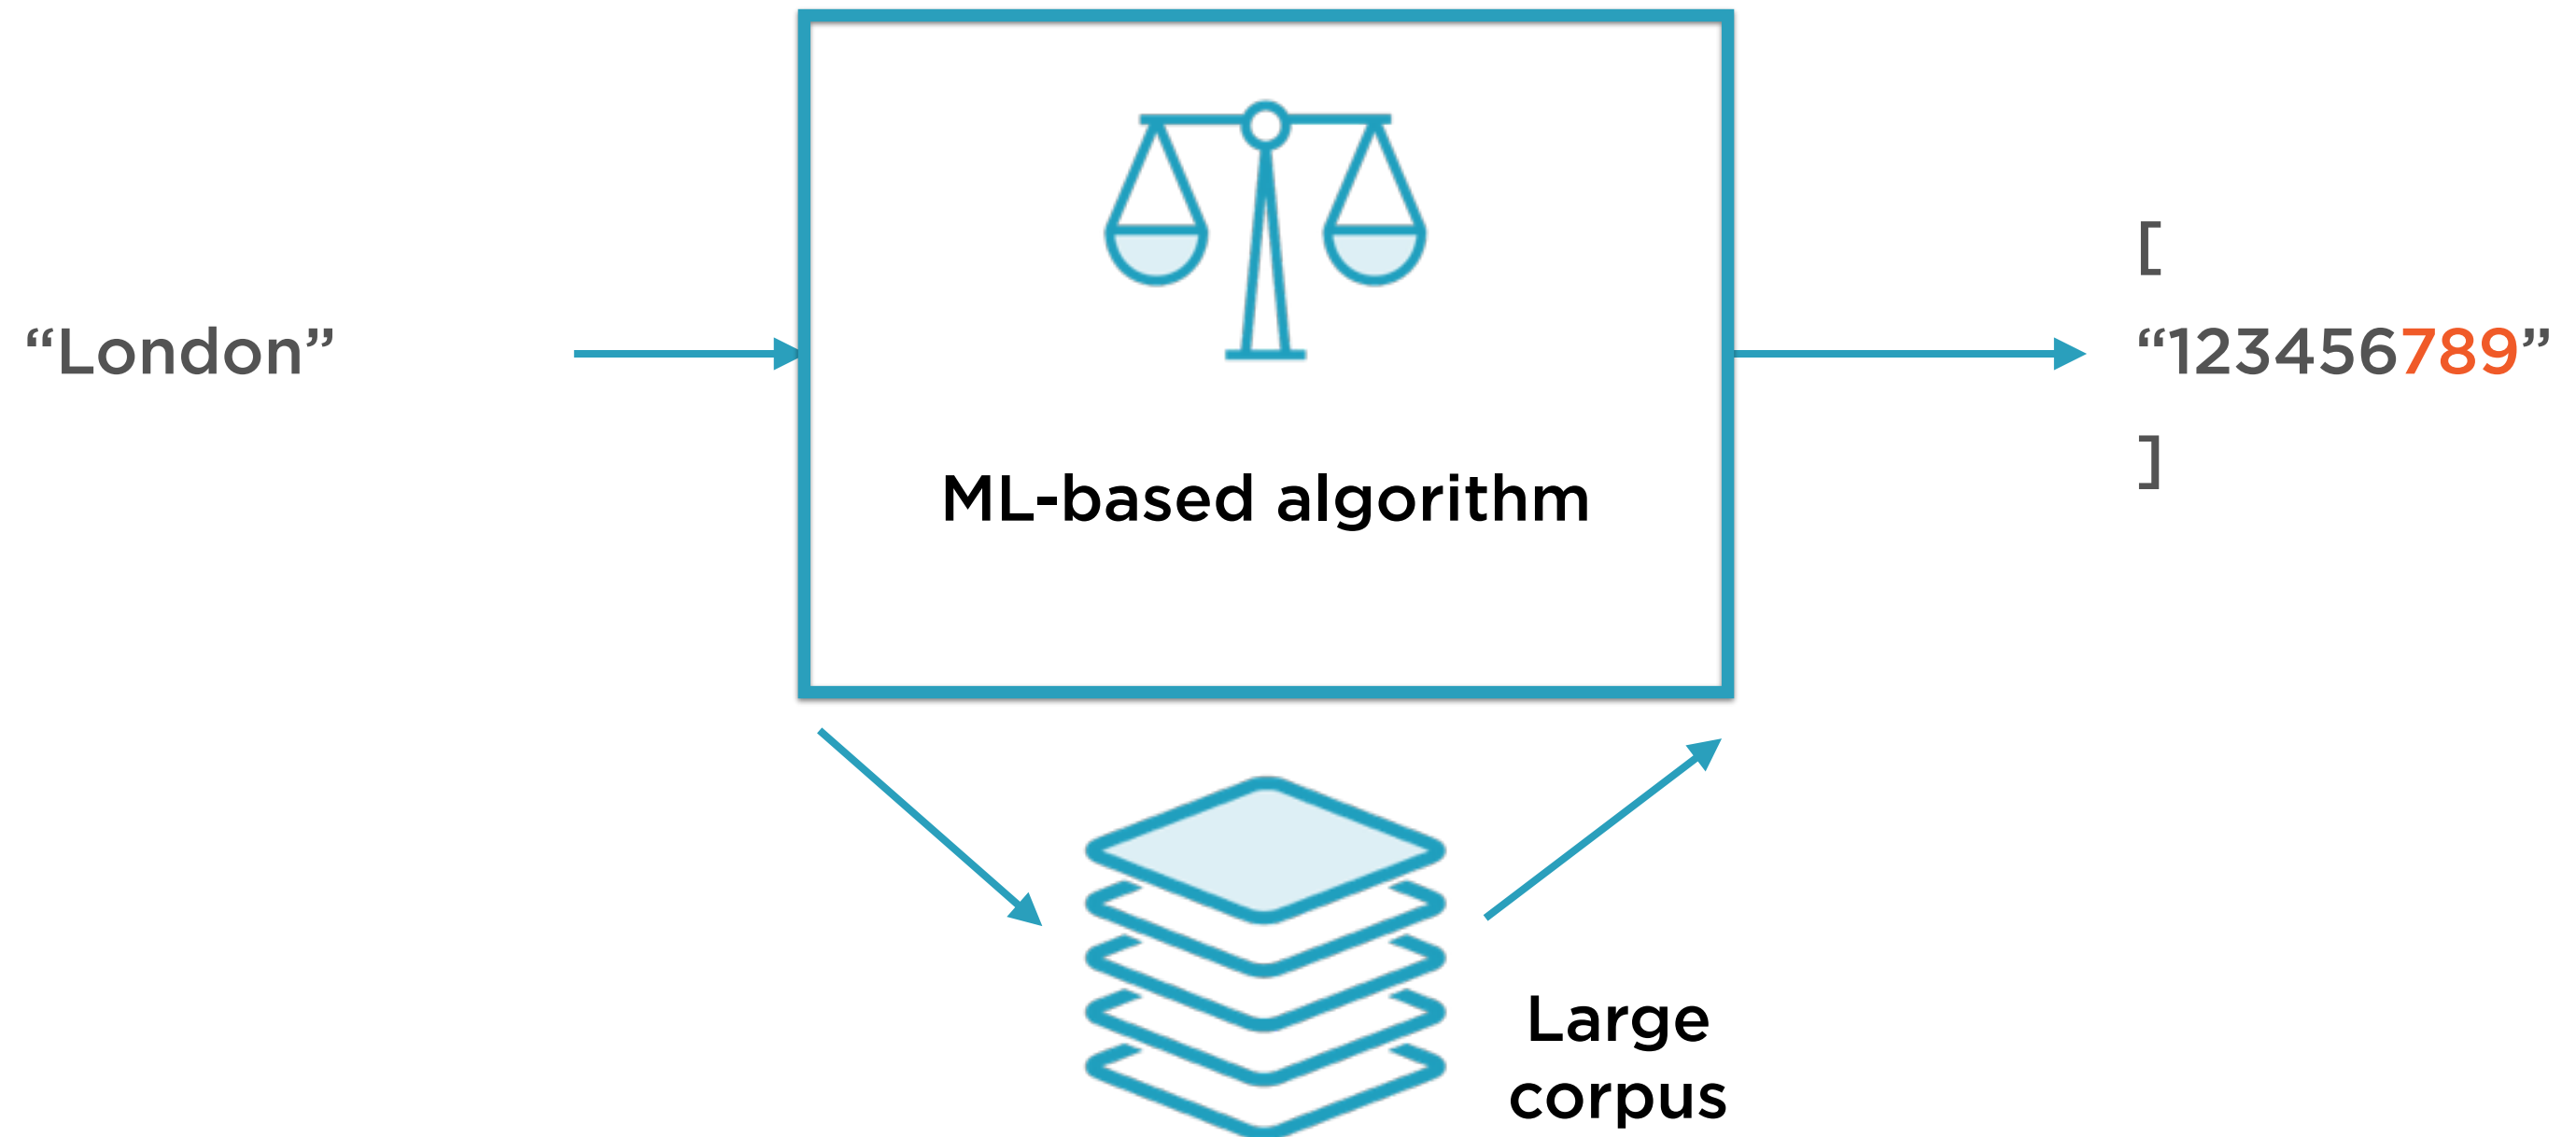 “London”
ML-based algorithm
[
“123456789”
]
Large
corpus